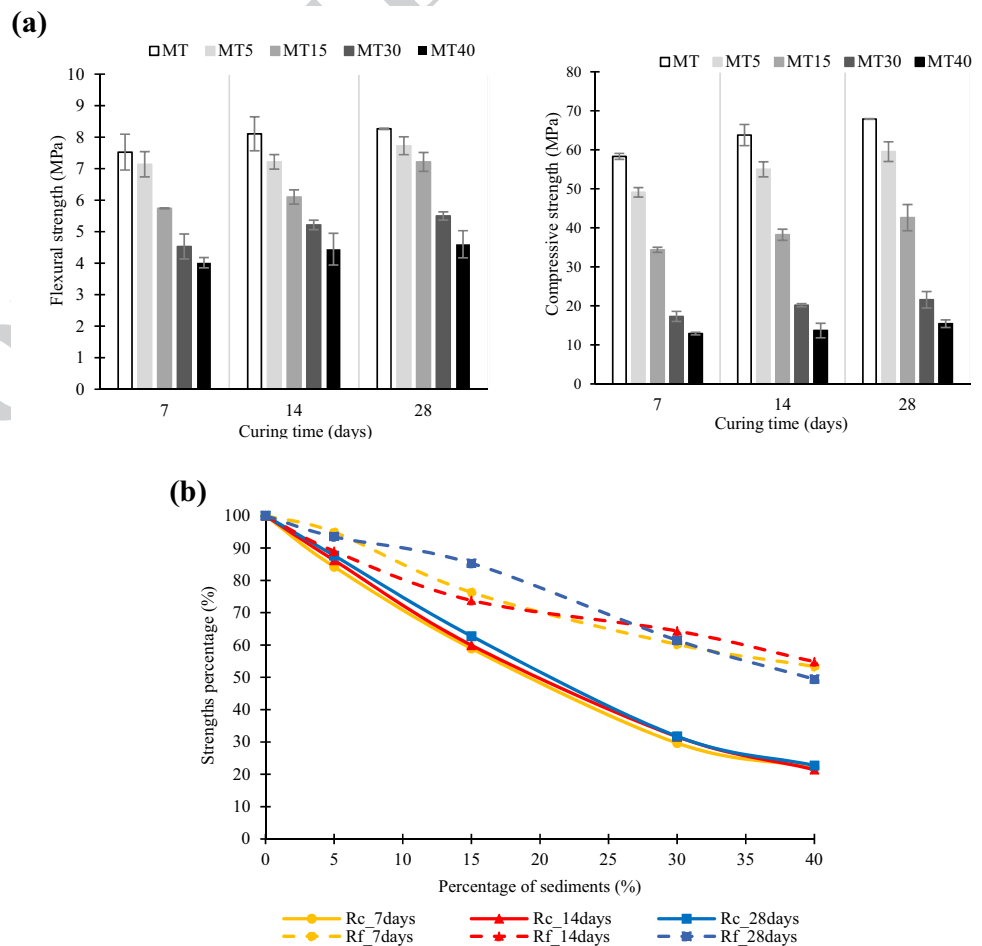 (a)
MT MT5 MT15 MT30 MT40
10
9
8
7
6
5
4
3
2
1
0
Flexural strength (MPa)
7 14 28
Curing time (days)
MT MT5 MT15 MT30 MT40
80
70
60
50
40
30
20
10
0
Compressive strength (MPa)
7 14 28
Curing time (days)
(b)
100
90
80
70
60
50
40
30
20
10
0
Strengths percentage (%)
0 5 10 15 20 25 30 35 40
Percentage of sediments (%)
Rc_7days Rc_14days Rc_28days
Rf_7days Rf_14days Rf_28days